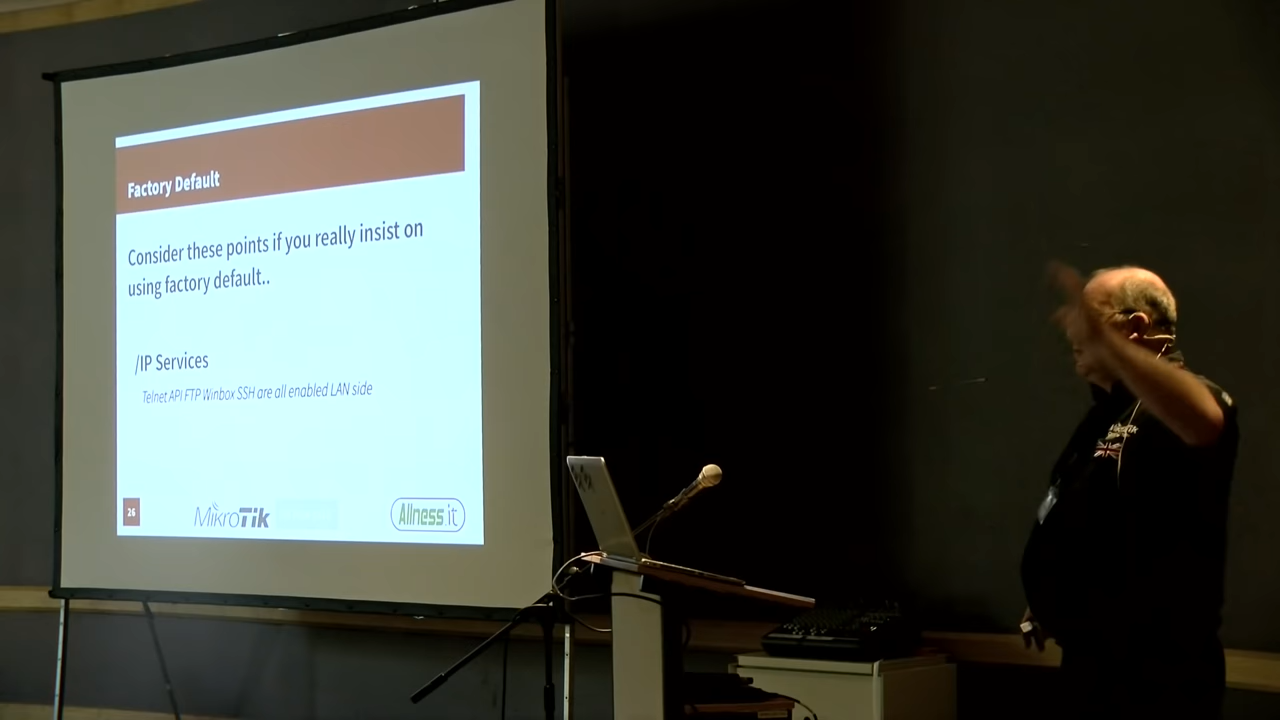 Factory Default
Consider these points if you really insist on
using factory default..
/IP Services
Telnet API FTP Winbox SSH are all enabled LAN side
26
MikroTik
Allness.it
MikroTik